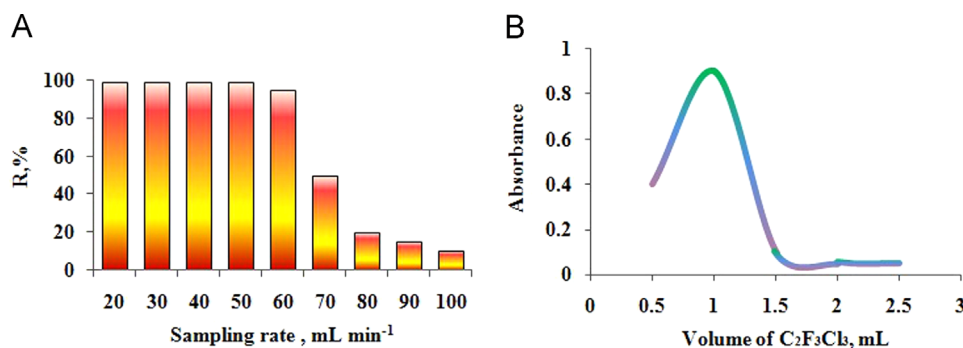 A
R,%
100
80
60
40
20
0
20 30 40 50 60 70 80 90 100
Sampling rate , mL min⁻¹
B
Absorbance
1
0.8
0.6
0.4
0.2
0
0 0.5 1 1.5 2 2.5 3
Volume of C₂F₃Cl₃, mL